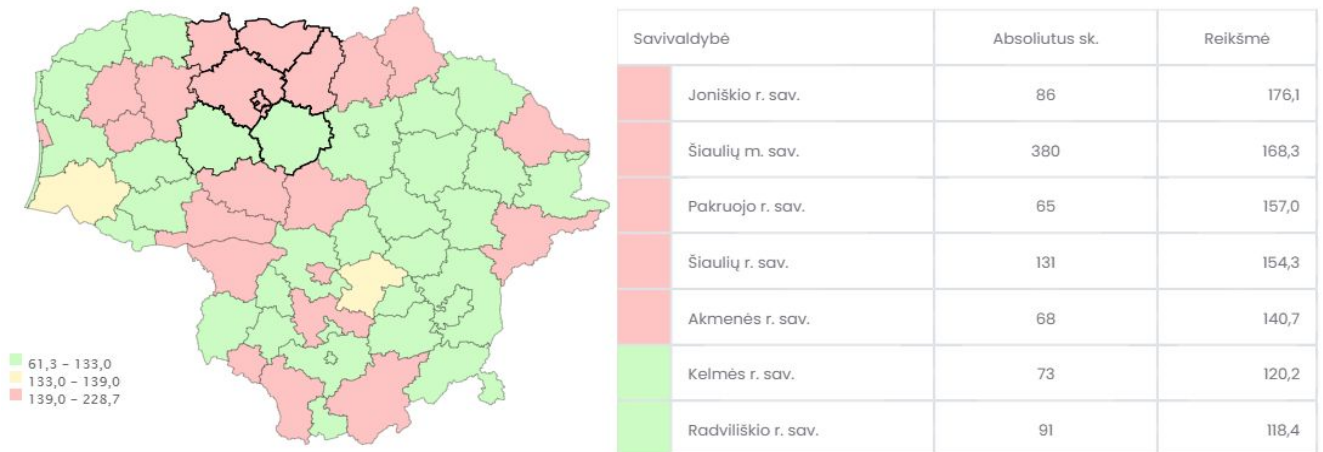 61,3 – 133,0
133,0 – 139,0
139,0 – 228,7
Savivaldybė Absoliutus sk. Reikšmė
Joniškio r. sav. 86 176,1
Šiaulių m. sav. 380 168,3
Pakruojo r. sav. 65 157,0
Šiaulių r. sav. 131 154,3
Akmenės r. sav. 68 140,7
Kelmės r. sav. 73 120,2
Radviliškio r. sav. 91 118,4